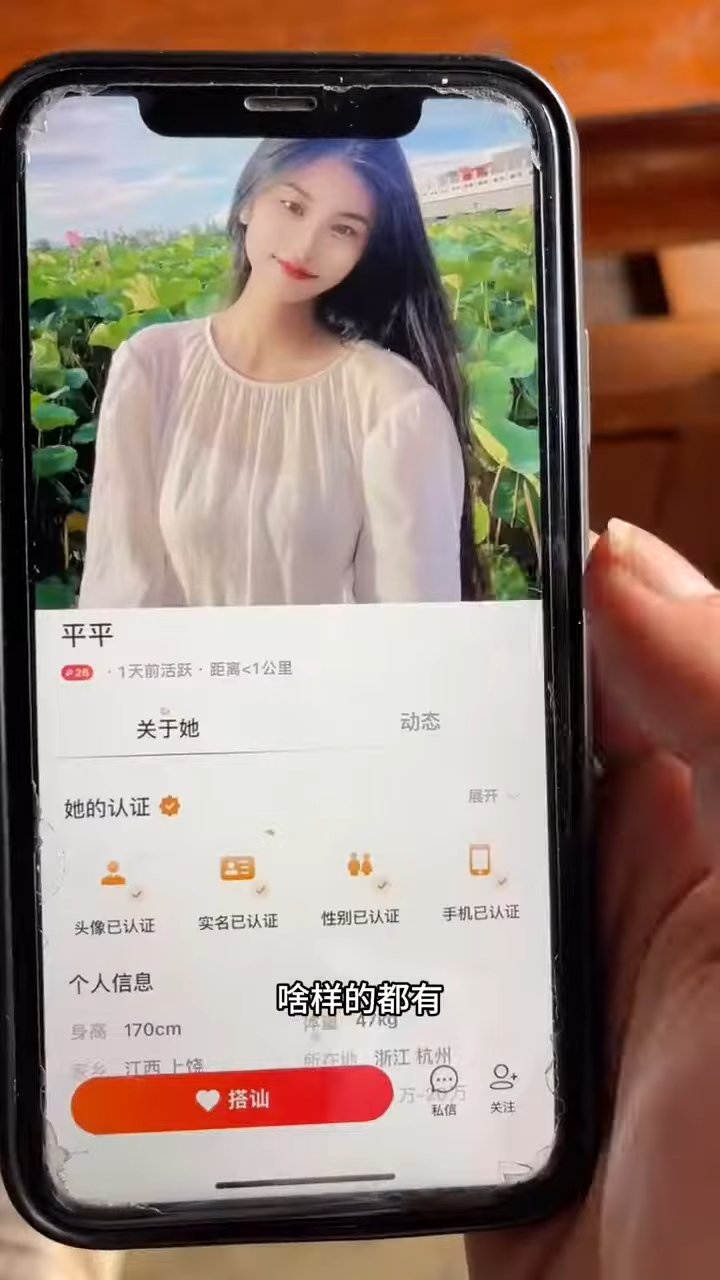 平平
26 · 1天前活跃 · 距离<1公里
关于她 动态
她的认证 展开
头像已认证 实名已认证 性别已认证 手机已认证
个人信息
啥样的都有
身高 170cm 体重 47kg
家乡 江西 上饶 所在地 浙江 杭州
搭讪 私信 关注